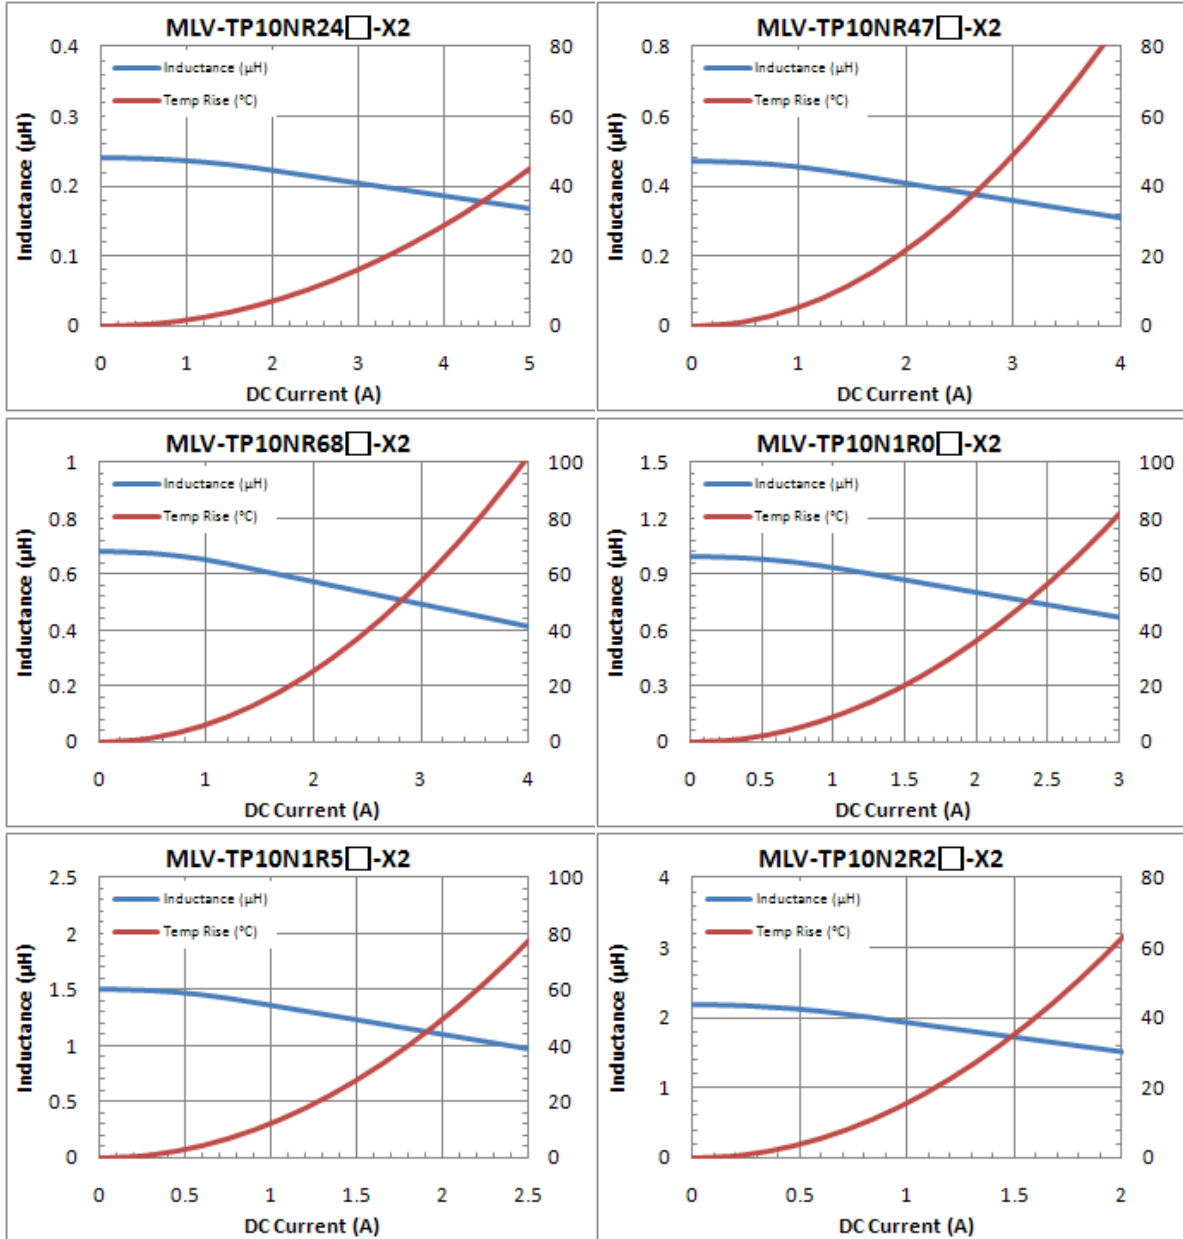 MLV-TP10NR24□-X2
Inductance (µH)
Temp Rise (°C)
0.4
0.3
0.2
0.1
0
80
60
40
20
0
Inductance (µH)
0 1 2 3 4 5
DC Current (A)
MLV-TP10NR47□-X2
Inductance (µH)
Temp Rise (°C)
0.8
0.6
0.4
0.2
0
80
60
40
20
0
Inductance (µH)
0 1 2 3 4
DC Current (A)
MLV-TP10NR68□-X2
Inductance (µH)
Temp Rise (°C)
1
0.8
0.6
0.4
0.2
0
100
80
60
40
20
0
Inductance (µH)
0 1 2 3 4
DC Current (A)
MLV-TP10N1R0□-X2
Inductance (µH)
Temp Rise (°C)
1.5
1.2
0.9
0.6
0.3
0
100
80
60
40
20
0
Inductance (µH)
0 0.5 1 1.5 2 2.5 3
DC Current (A)
MLV-TP10N1R5□-X2
Inductance (µH)
Temp Rise (°C)
2.5
2
1.5
1
0.5
0
100
80
60
40
20
0
Inductance (µH)
0 0.5 1 1.5 2 2.5
DC Current (A)
MLV-TP10N2R2□-X2
Inductance (µH)
Temp Rise (°C)
4
3
2
1
0
80
60
40
20
0
Inductance (µH)
0 0.5 1 1.5 2
DC Current (A)